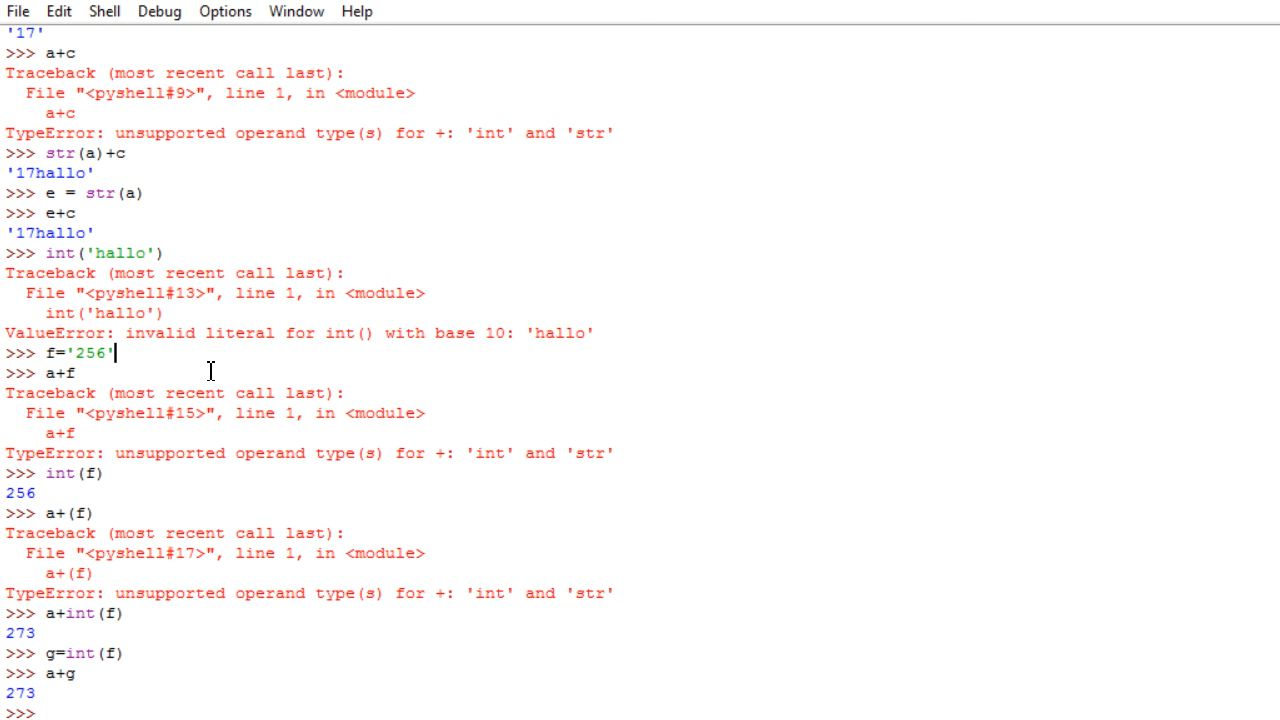 File Edit Shell Debug Options Window Help
'17'
>>> a+c
Traceback (most recent call last):
  File "<pyshell#9>", line 1, in <module>
    a+c
TypeError: unsupported operand type(s) for +: 'int' and 'str'
>>> str(a)+c
'17hallo'
>>> e = str(a)
>>> e+c
'17hallo'
>>> int('hallo')
Traceback (most recent call last):
  File "<pyshell#13>", line 1, in <module>
    int('hallo')
ValueError: invalid literal for int() with base 10: 'hallo'
>>> f='256'
>>> a+f
Traceback (most recent call last):
  File "<pyshell#15>", line 1, in <module>
    a+f
TypeError: unsupported operand type(s) for +: 'int' and 'str'
>>> int(f)
256
>>> a+(f)
Traceback (most recent call last):
  File "<pyshell#17>", line 1, in <module>
    a+(f)
TypeError: unsupported operand type(s) for +: 'int' and 'str'
>>> a+int(f)
273
>>> g=int(f)
>>> a+g
273
>>>